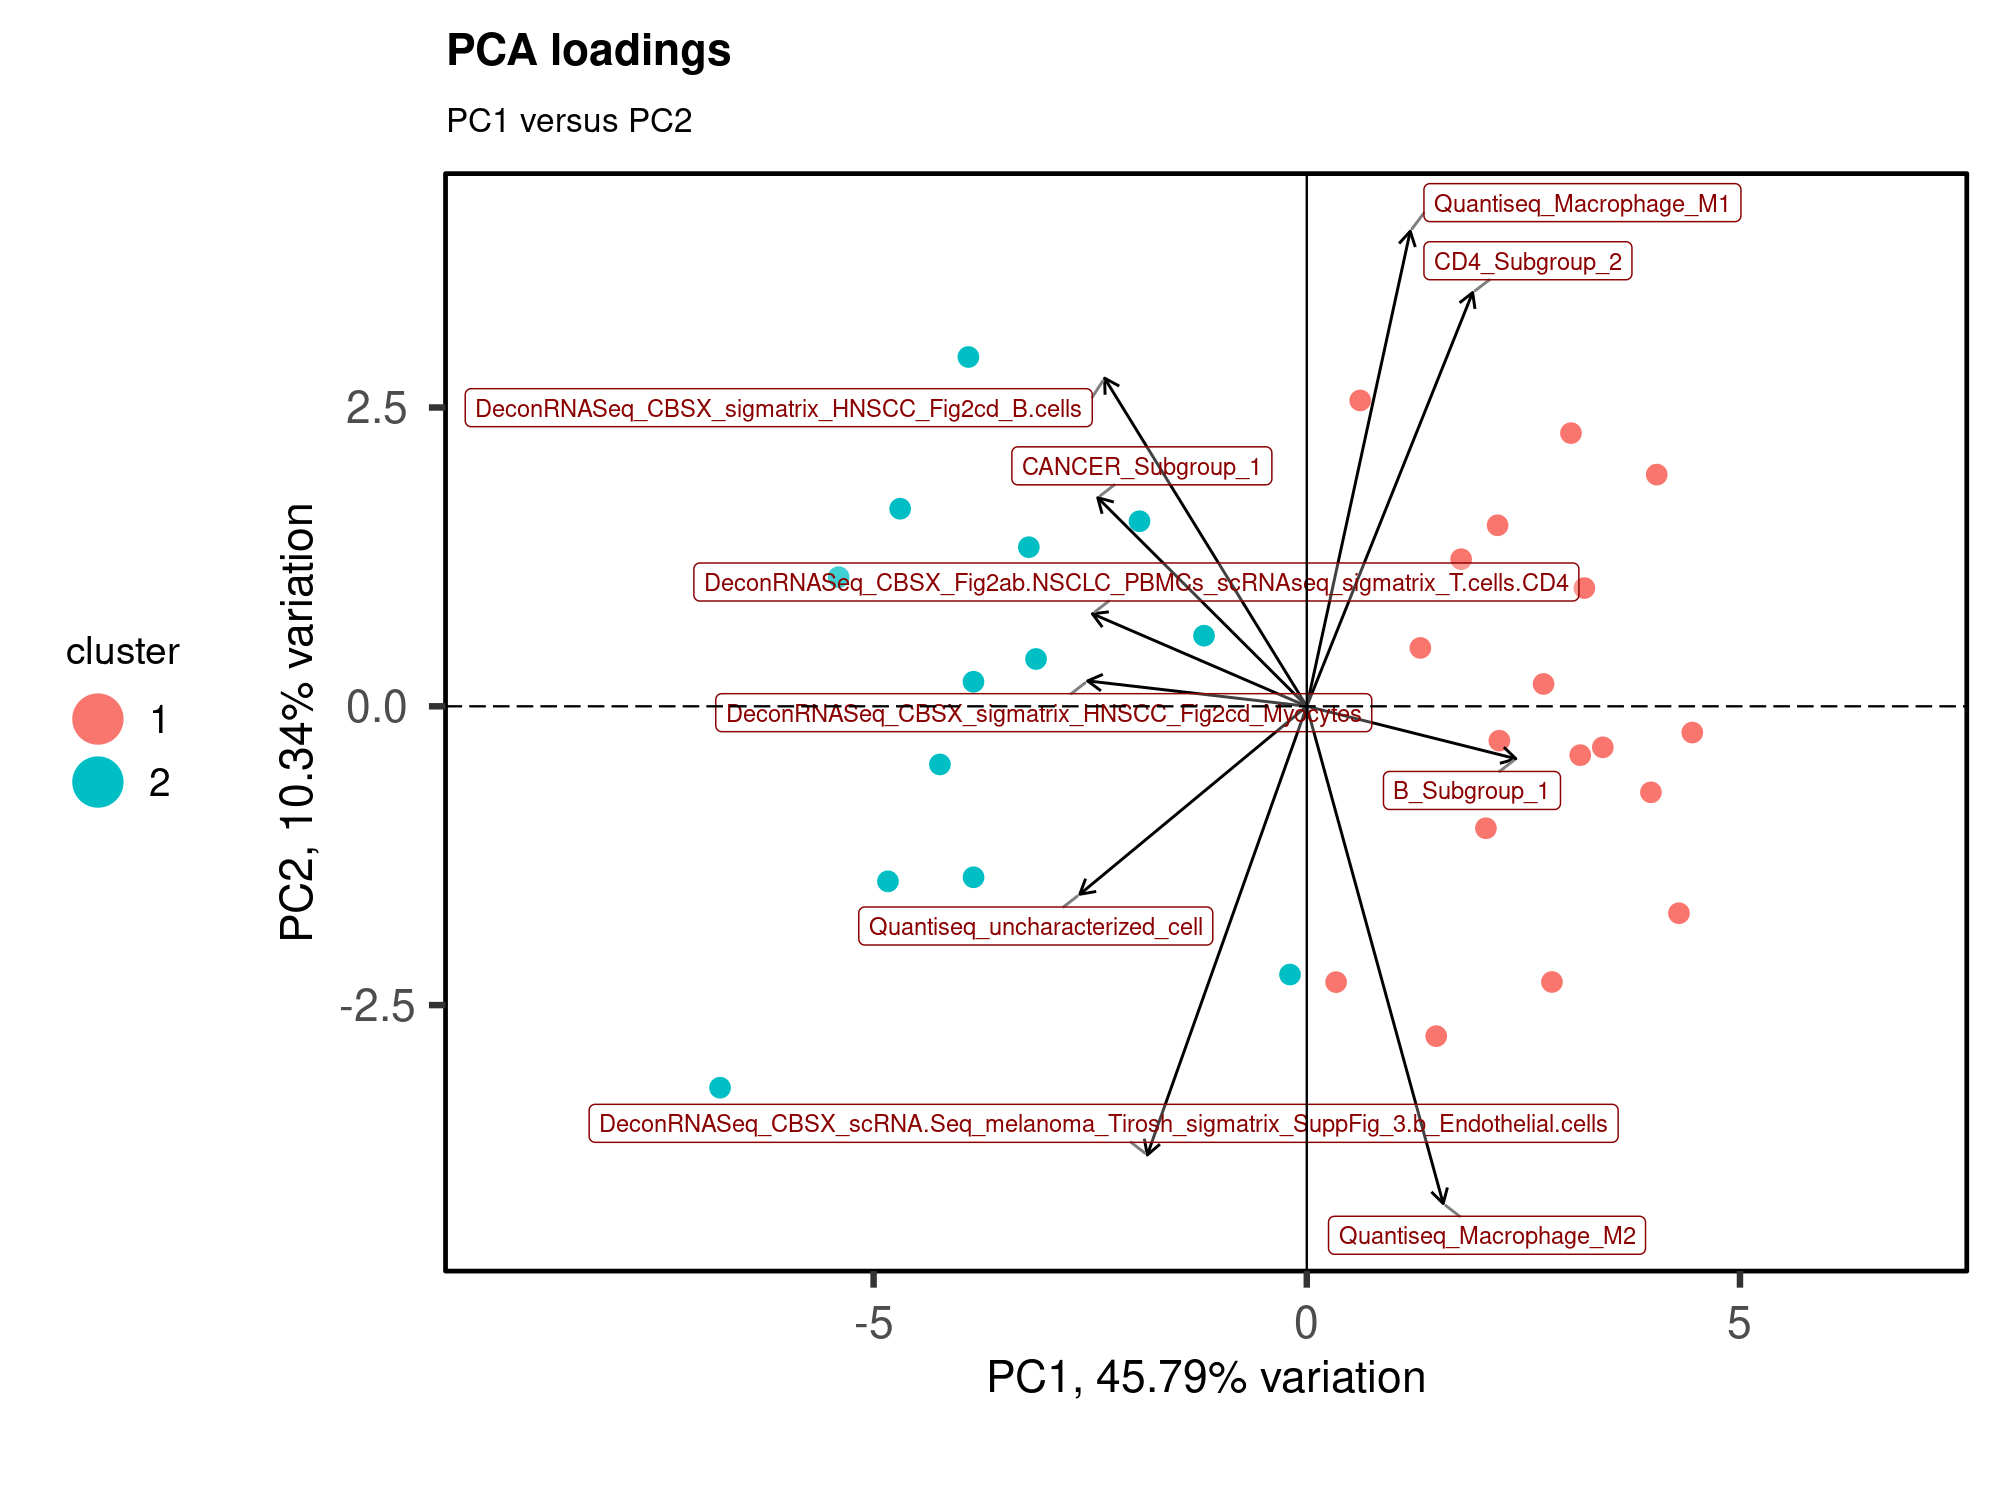 PCA loadings
PC1 versus PC2
Quantiseq_Macrophage_M1
CD4_Subgroup_2
DeconRNASeq_CBSX_sigmatrix_HNSCC_Fig2cd_B.cells
CANCER_Subgroup_1
DeconRNASeq_CBSX_Fig2ab.NSCLC_PBMCs_scRNAseq_sigmatrix_T.cells.CD4
DeconRNASeq_CBSX_sigmatrix_HNSCC_Fig2cd_Myocytes
B_Subgroup_1
Quantiseq_uncharacterized_cell
DeconRNASeq_CBSX_scRNA.Seq_melanoma_Tirosh_sigmatrix_SuppFig_3.b_Endothelial.cells
Quantiseq_Macrophage_M2
2.5
0.0
-2.5
PC2, 10.34% variation
-5
0
5
PC1, 45.79% variation
cluster
1
2